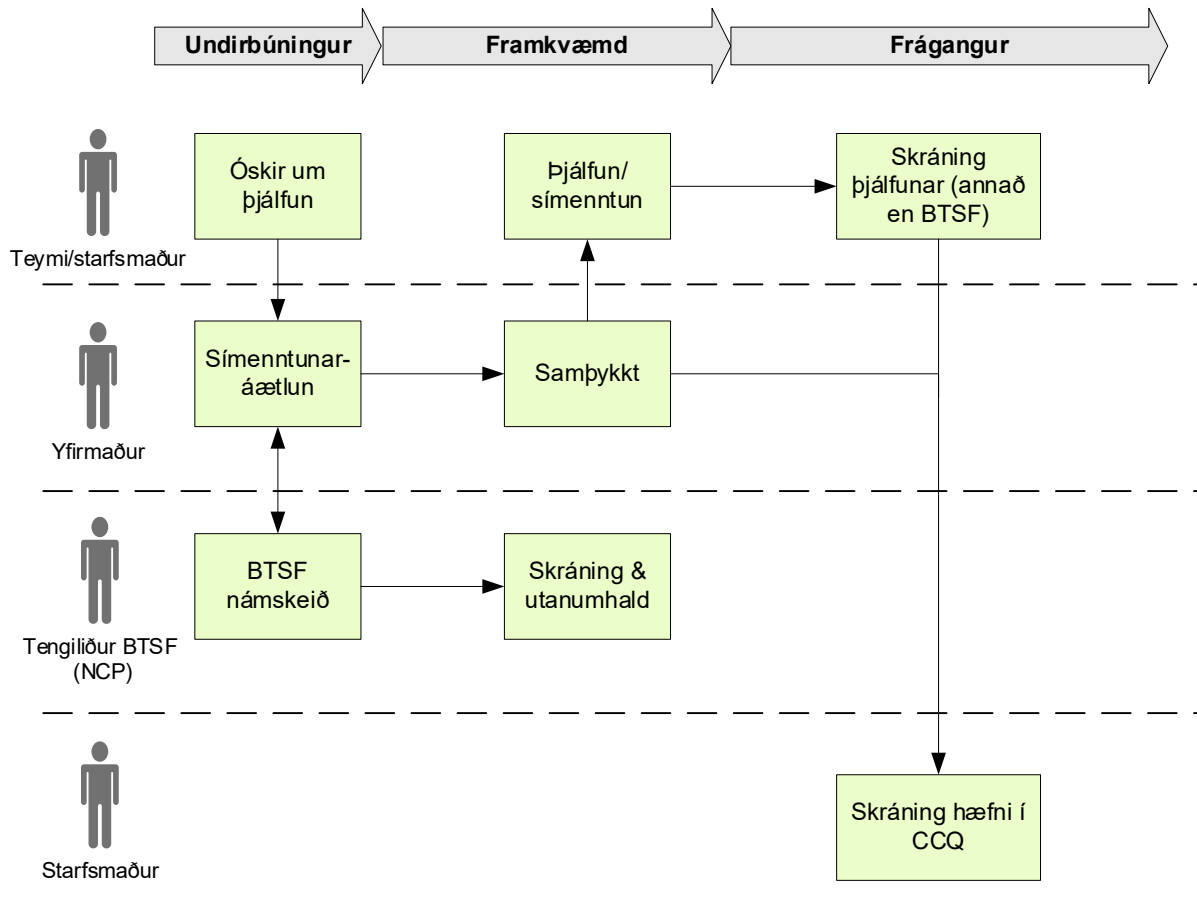 Undirbúningur
Framkvæmd
Frágangur
Teymi/starfsmaður
Óskir um
þjálfun
Þjálfun/
símenntun
Skráning
þjálfunar (annað
en BTSF)
Yfirmaður
Símenntunar-
áætlun
Samþykkt
Tengiliður BTSF
(NCP)
BTSF
námskeið
Skráning &
utanumhald
Starfsmaður
Skráning hæfni í
CCQ